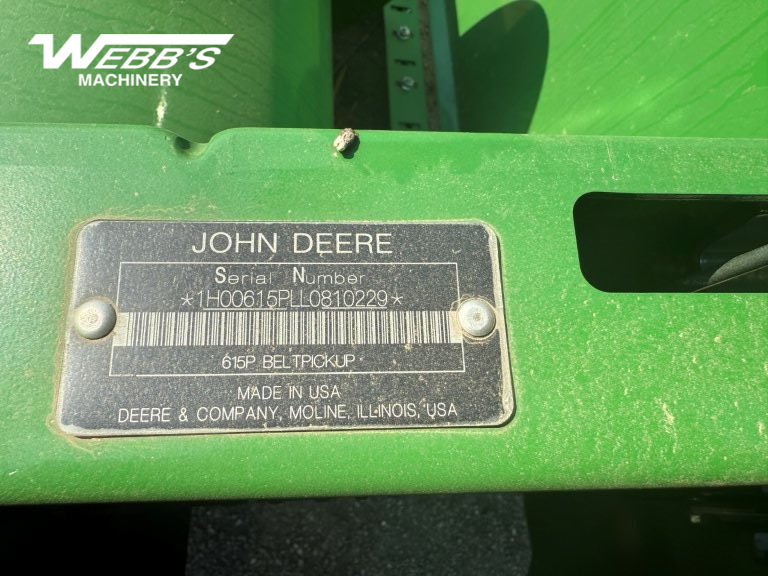 WEBB'S
MACHINERY
JOHN DEERE
Serial Number
*1H00615PLL0810229*
615P BELTPICKUP
MADE IN USA
DEERE & COMPANY, MOLINE, ILLINOIS, USA